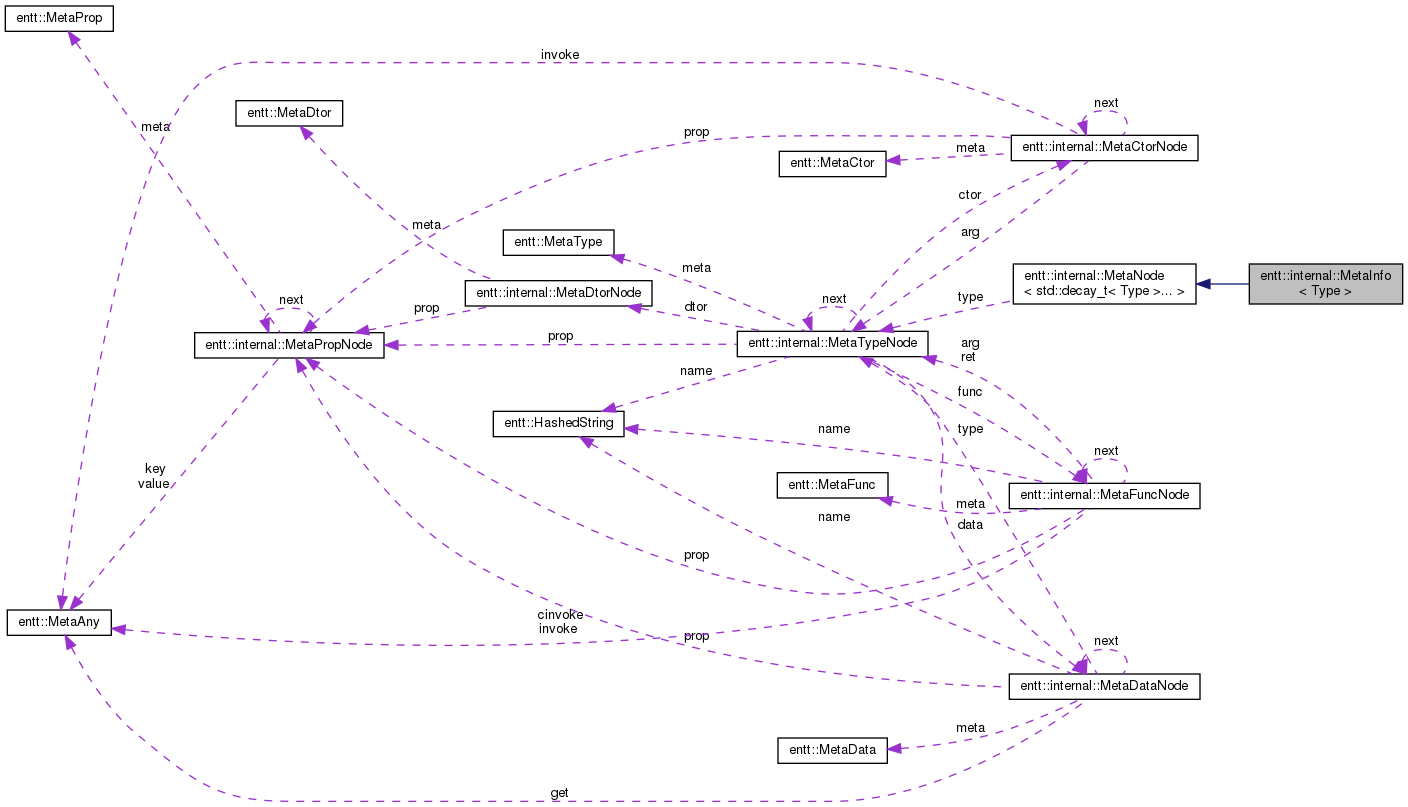 entt::MetaProp
invoke
next
entt::MetaDtor
meta
prop
entt::internal::MetaCtorNode
meta
entt::MetaCtor
ctor
meta
arg
entt::MetaType
meta
entt::internal::MetaNode
< std::decay_t< Type >... >
entt::internal::MetaInfo
< Type >
entt::internal::MetaDtorNode
type
next
prop
dtor
next
entt::internal::MetaPropNode
prop
entt::internal::MetaTypeNode
arg
ret
name
func
entt::HashedString
name
type
next
key
value
entt::MetaFunc
entt::internal::MetaFuncNode
meta
name
data
prop
entt::MetaAny
cinvoke
invoke
prop
next
entt::internal::MetaDataNode
meta
entt::MetaData
get